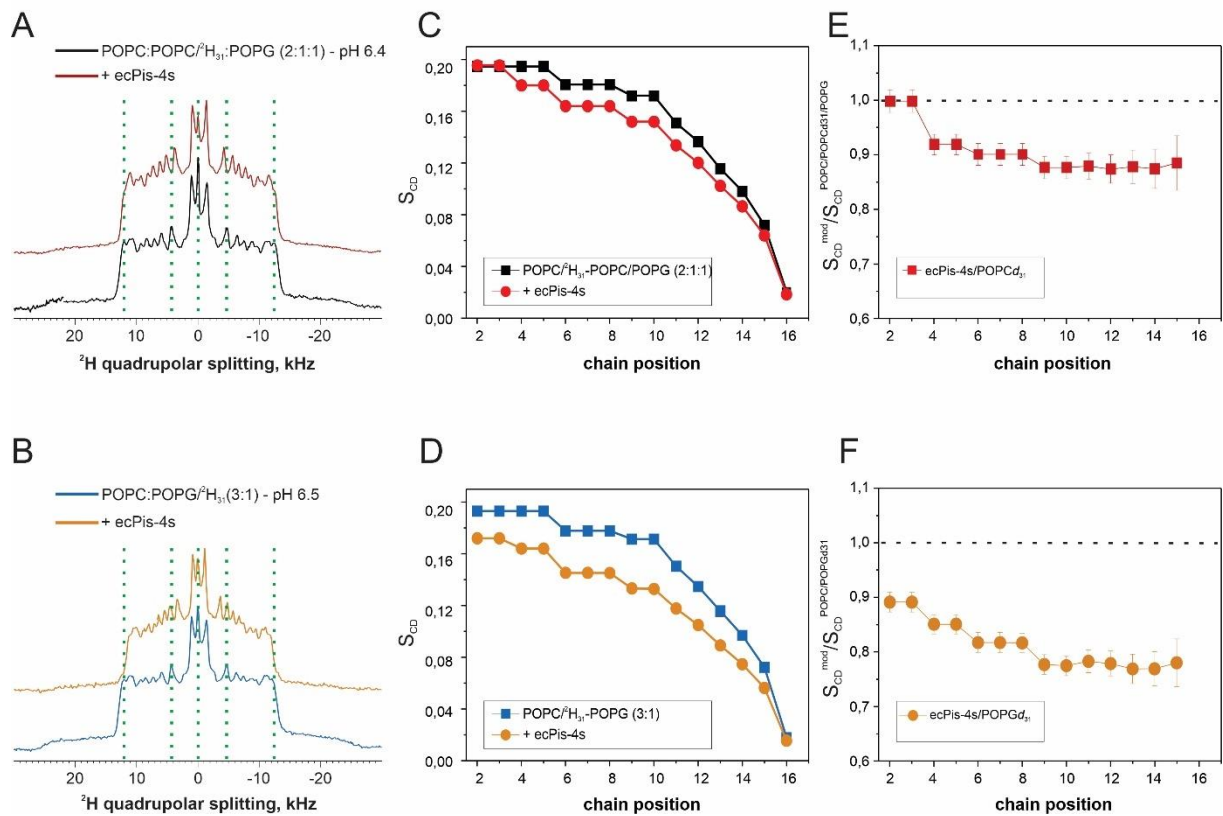 A
POPC:POPC/²H₃₁:POPG (2:1:1) - pH 6.4
+ ecPis-4s
20 10 0 -10 -20
²H quadrupolar splitting, kHz
C
0,20
0,16
0,12
0,08
0,04
0,00
S_CD
POPC/²H₃₁-POPC/POPG (2:1:1)
+ ecPis-4s
2 4 6 8 10 12 14 16
chain position
E
1,1
1,0
0,9
0,8
0,7
0,6
S_CD^mod/S_CD^POPC/POPCd31/POPG
ecPis-4s/POPCd₃₁
2 4 6 8 10 12 14 16
chain position
B
POPC:POPG/²H₃₁(3:1) - pH 6.5
+ ecPis-4s
20 10 0 -10 -20
²H quadrupolar splitting, kHz
D
0,20
0,16
0,12
0,08
0,04
0,00
S_CD
POPC/²H₃₁-POPG (3:1)
+ ecPis-4s
2 4 6 8 10 12 14 16
chain position
F
1,1
1,0
0,9
0,8
0,7
0,6
S_CD^mod/S_CD^POPC/POPGd31
ecPis-4s/POPGd₃₁
2 4 6 8 10 12 14 16
chain position